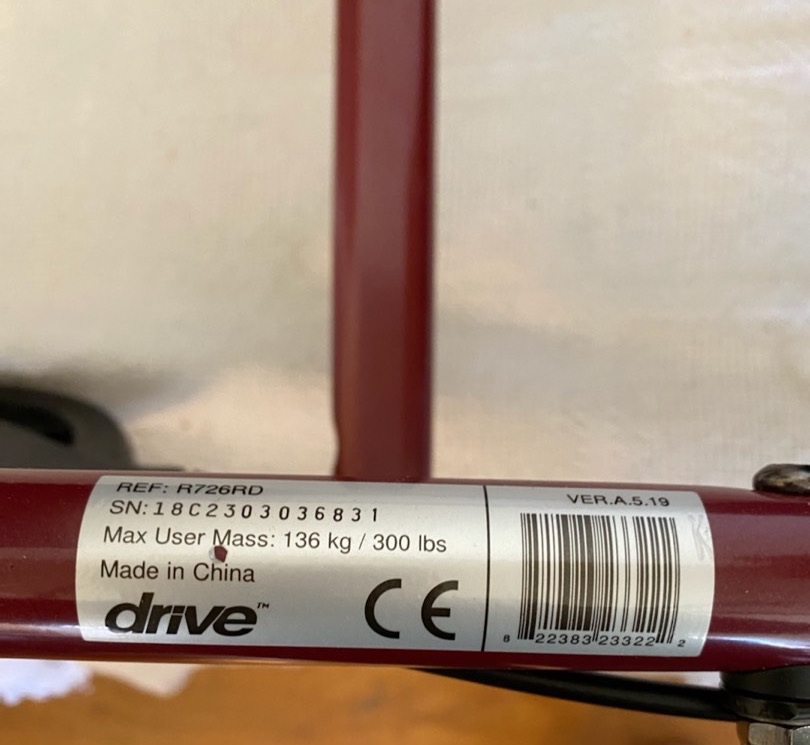 REF: R726RD
SN:18C2303036831
Max User Mass: 136 kg / 300 lbs
Made in China
drive™
CE
VER.A.5.19
8 22383 23322 2